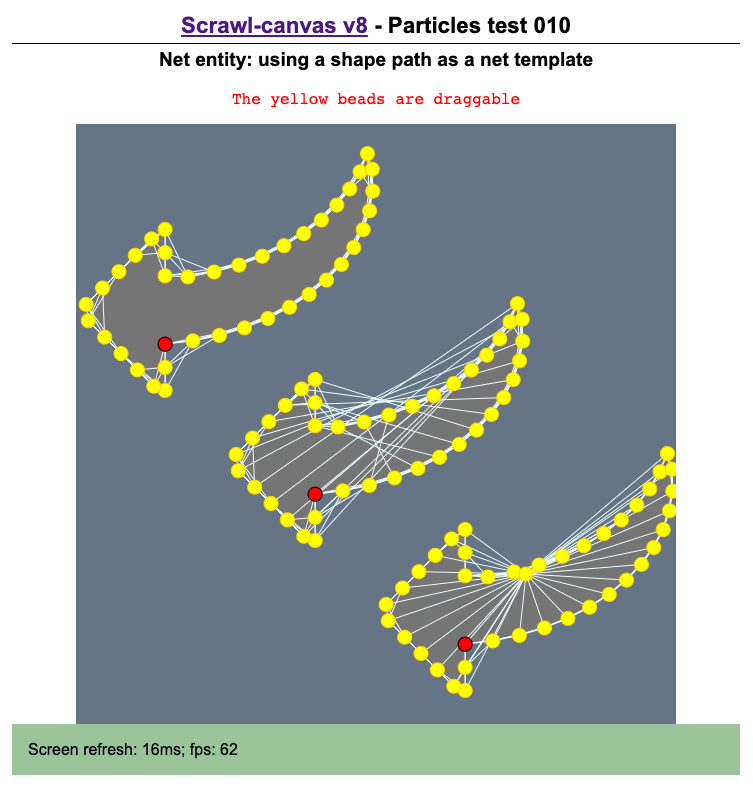 Scrawl-canvas v8 - Particles test 010
Net entity: using a shape path as a net template
The yellow beads are draggable
Screen refresh: 16ms; fps: 62